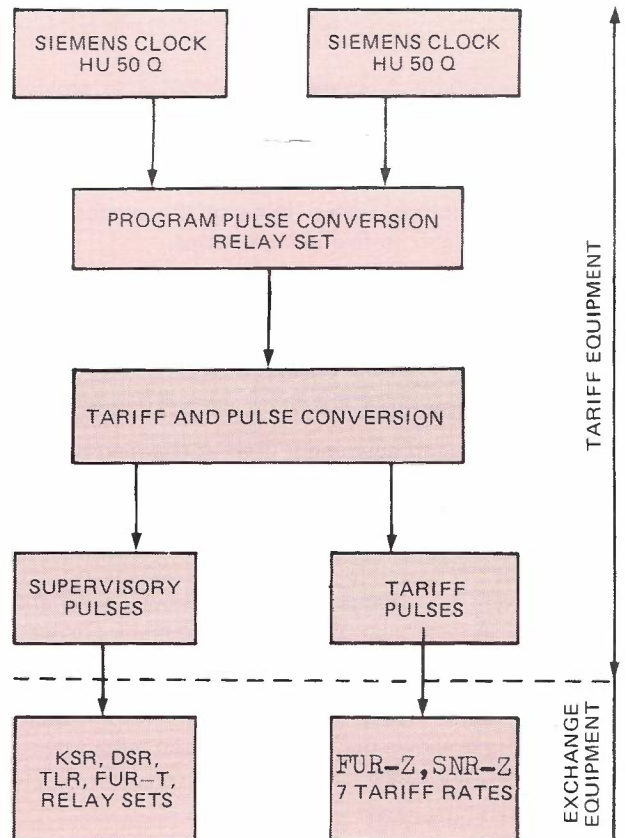 SIEMENS CLOCK
HU 50 Q
SIEMENS CLOCK
HU 50 Q
PROGRAM PULSE CONVERSION
RELAY SET
TARIFF AND PULSE CONVERSION
SUPERVISORY
PULSES
TARIFF
PULSES
TARIFF EQUIPMENT
KSR, DSR,
TLR, FUR–T,
RELAY SETS
FUR-Z, SNR-Z
7 TARIFF RATES
EXCHANGE
EQUIPMENT